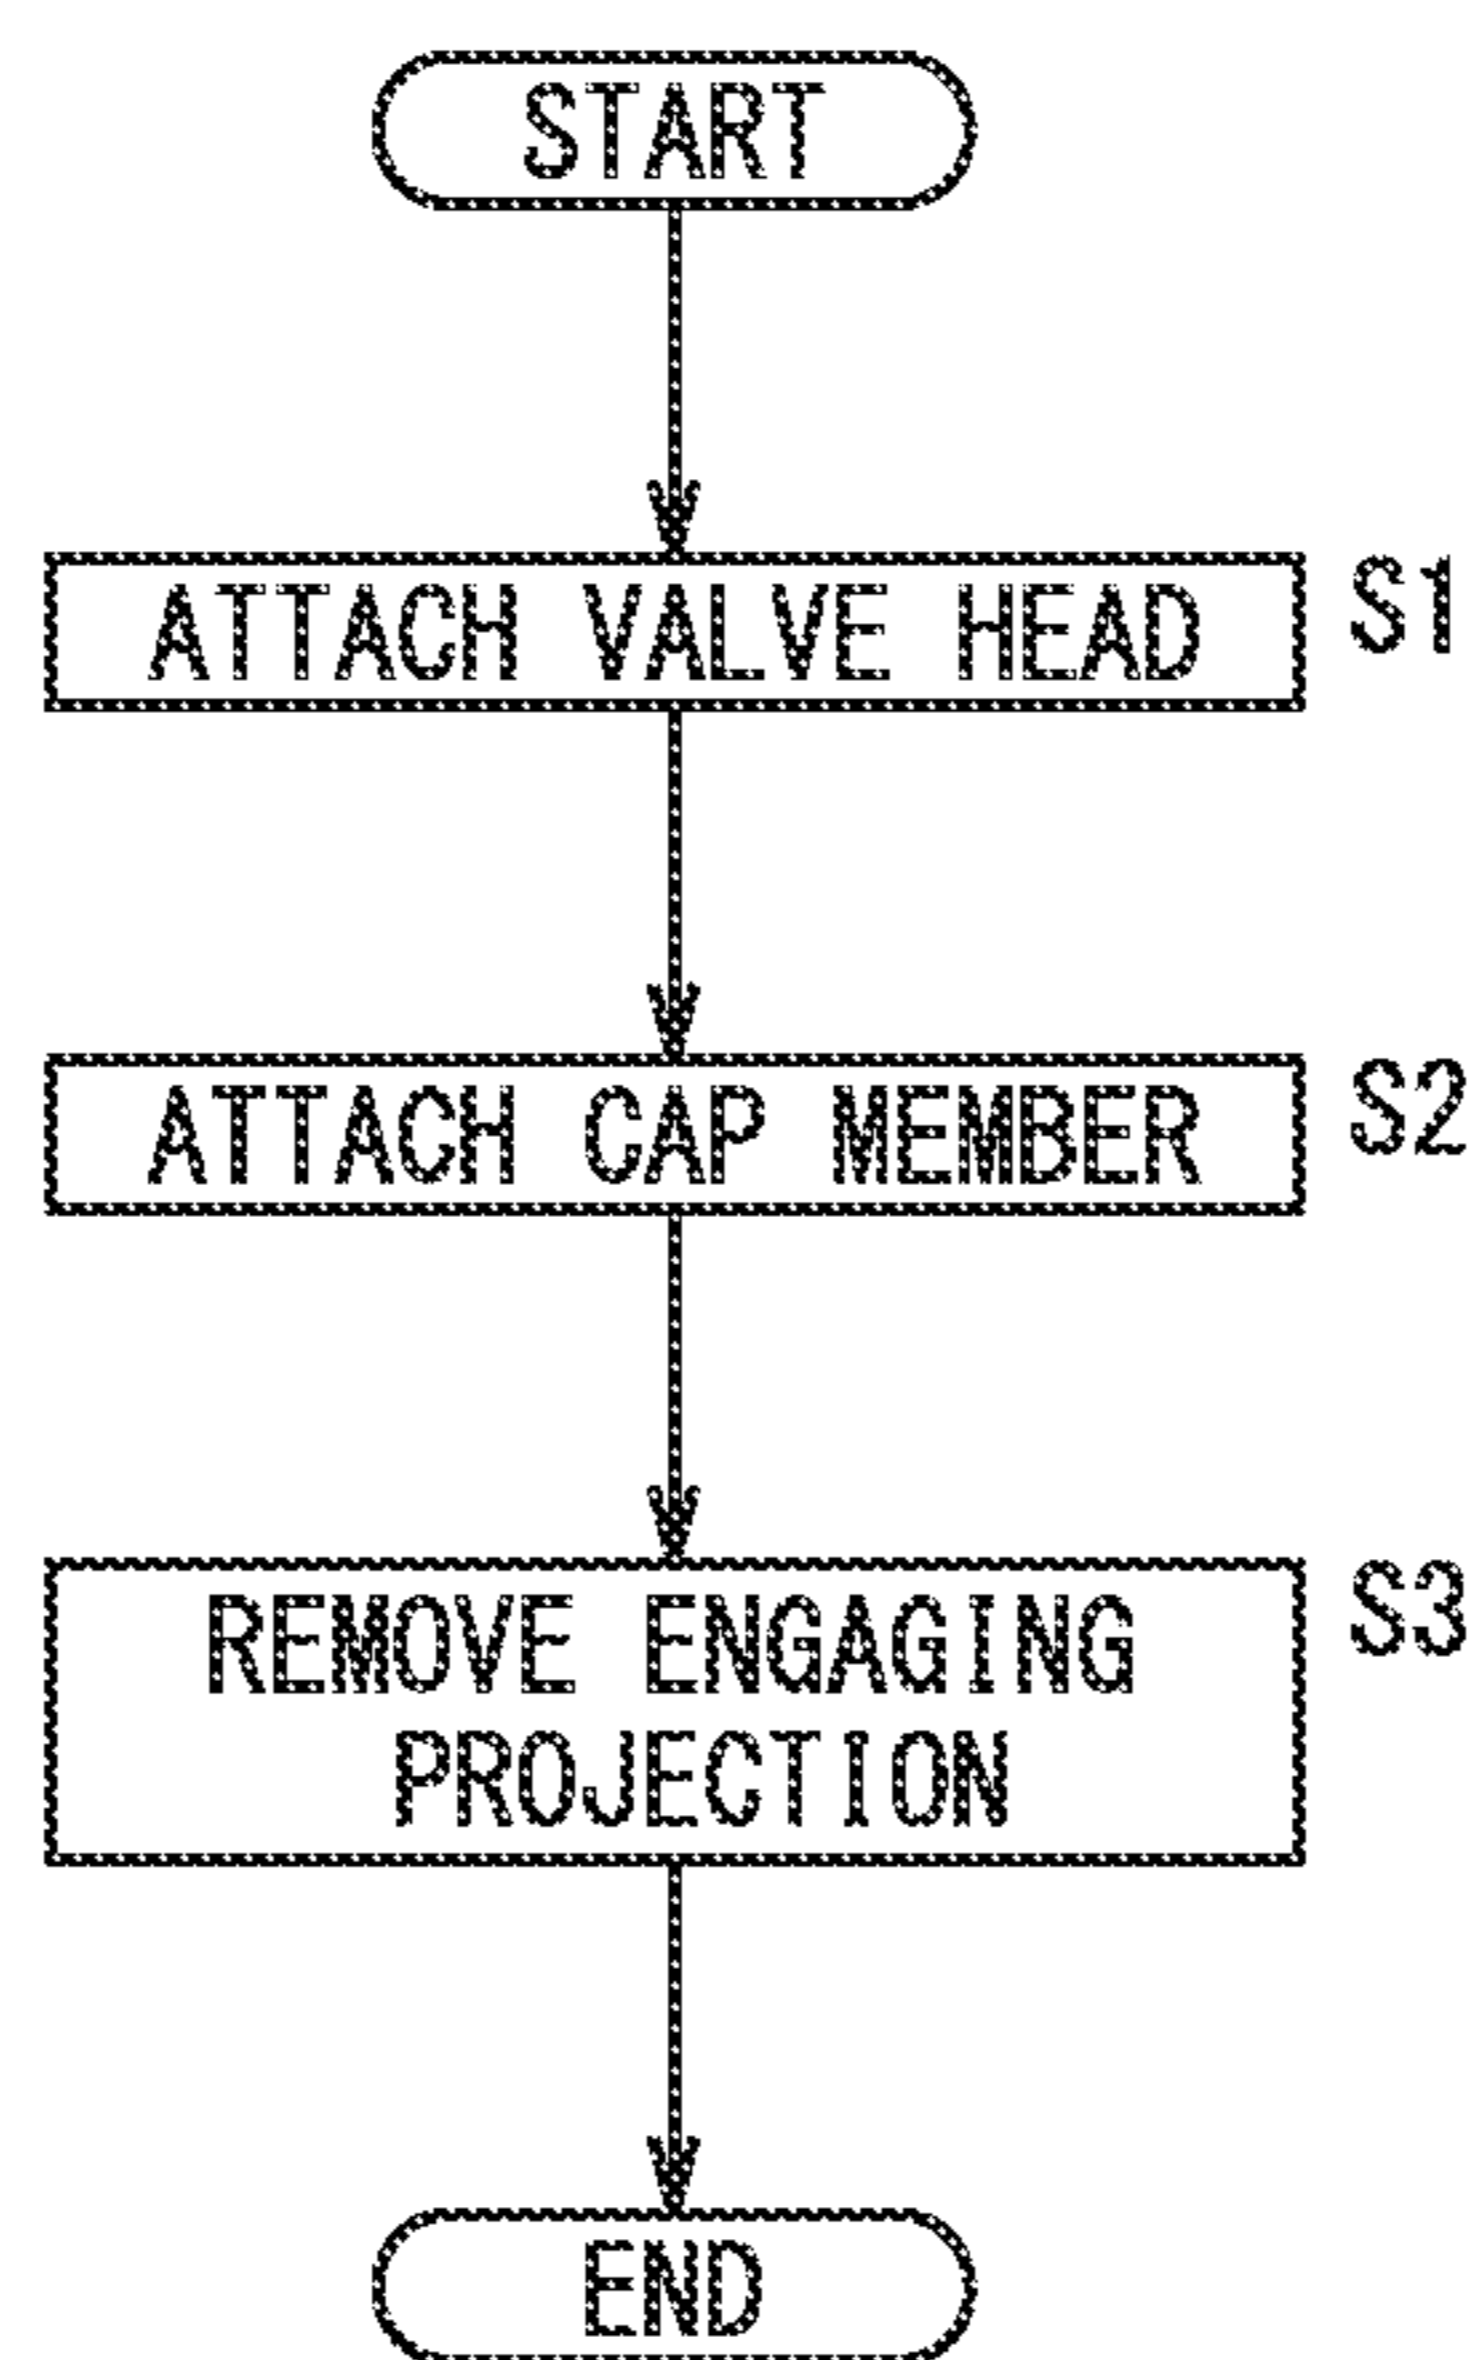 START
ATTACH VALVE HEAD S1
ATTACH CAP MEMBER S2
REMOVE ENGAGING S3
PROJECTION
END